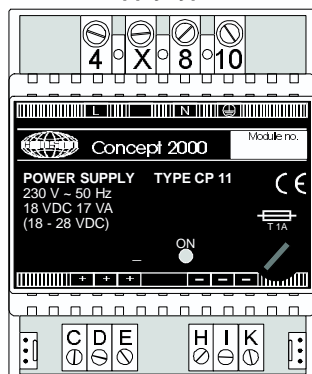 4 X 8 10
L N
Concept 2000
Module no.
POWER SUPPLY TYPE CP 11
230 V ~ 50 Hz
18 VDC 17 VA
(18 - 28 VDC)
CE
T 1A
ON
–
+ + + – – –
C D E H I K